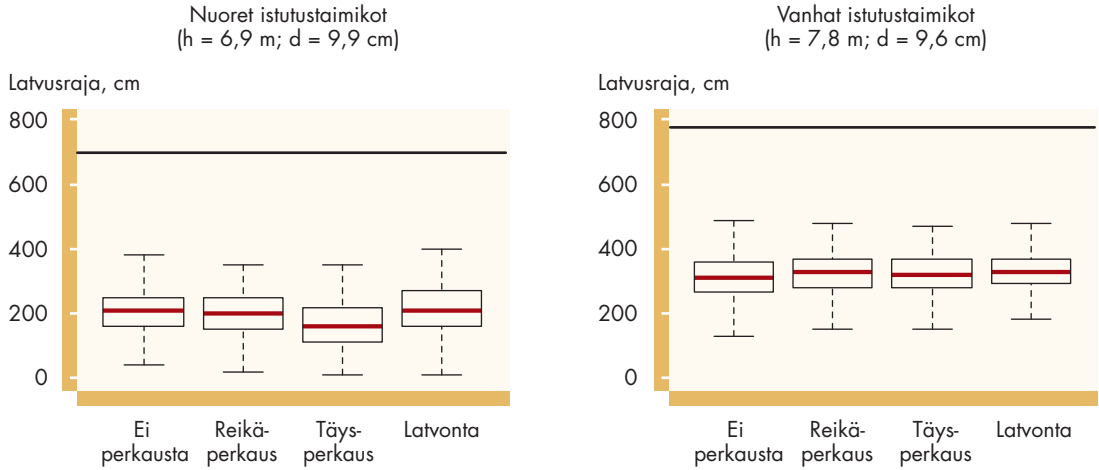 Nuoret istutustaimikot
(h = 6,9 m; d = 9,9 cm)
Latvusraja, cm
800
600
400
200
0
Ei
perkausta
Reikä-
perkaus
Täys-
perkaus
Latvonta
Vanhat istutustaimikot
(h = 7,8 m; d = 9,6 cm)
Latvusraja, cm
800
600
400
200
0
Ei
perkausta
Reikä-
perkaus
Täys-
perkaus
Latvonta